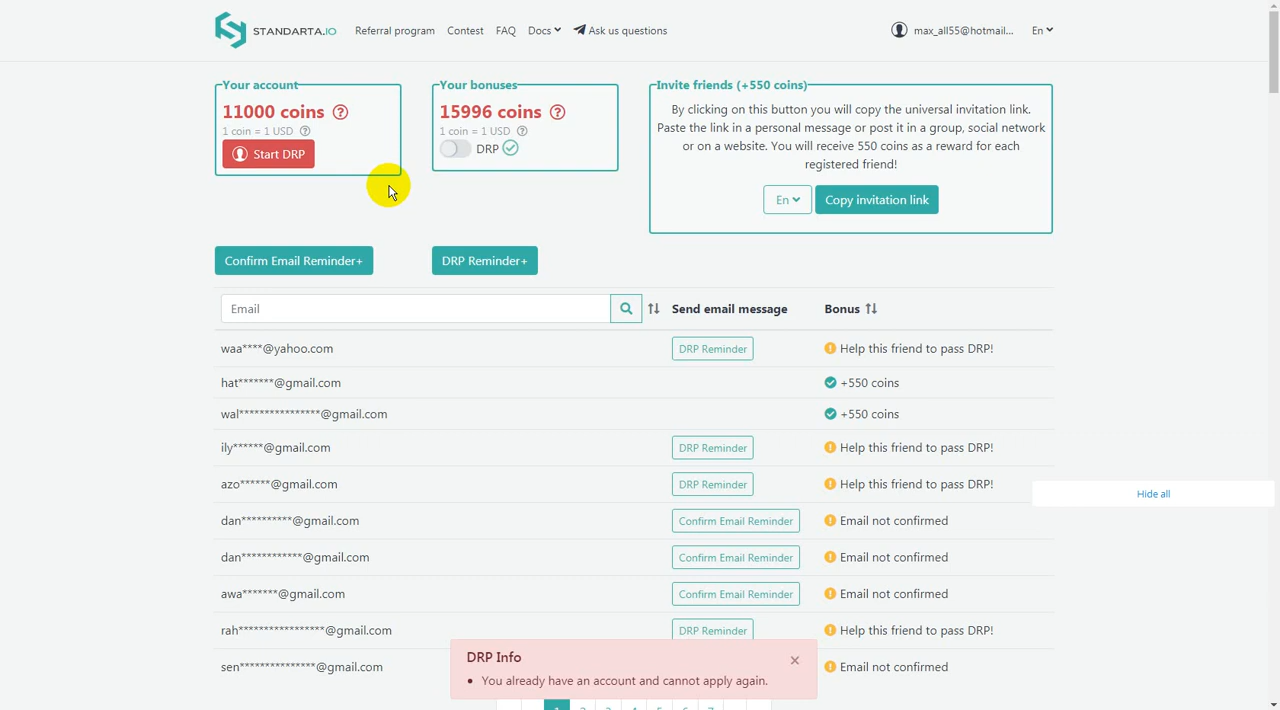 STANDARTA.IO
Referral program
Contest
FAQ
Docs
Ask us questions
max_all55@hotmail...
En
Your account
11000 coins
1 coin = 1 USD
Start DRP
Your bonuses
15996 coins
1 coin = 1 USD
DRP
Invite friends (+550 coins)
By clicking on this button you will copy the universal invitation link.
Paste the link in a personal message or post it in a group, social network
or on a website. You will receive 550 coins as a reward for each
registered friend!
En
Copy invitation link
Confirm Email Reminder+
DRP Reminder+
Email
Send email message
Bonus
waa****@yahoo.com
DRP Reminder
Help this friend to pass DRP!
hat*******@gmail.com
+550 coins
wal****************@gmail.com
+550 coins
ily******@gmail.com
DRP Reminder
Help this friend to pass DRP!
azo******@gmail.com
DRP Reminder
Help this friend to pass DRP!
Hide all
dan**********@gmail.com
Confirm Email Reminder
Email not confirmed
dan************@gmail.com
Confirm Email Reminder
Email not confirmed
awa*******@gmail.com
Confirm Email Reminder
Email not confirmed
rah*****************@gmail.com
DRP Reminder
Help this friend to pass DRP!
sen***************@gmail.com
Email not confirmed
DRP Info
You already have an account and cannot apply again.